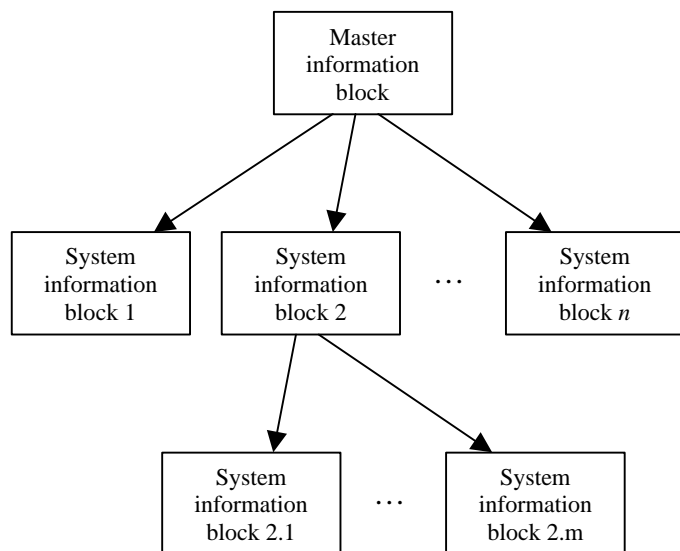 Master
information
block
System
information
block 1
System
information
block 2
...
System
information
block n
System
information
block 2.1
...
System
information
block 2.m